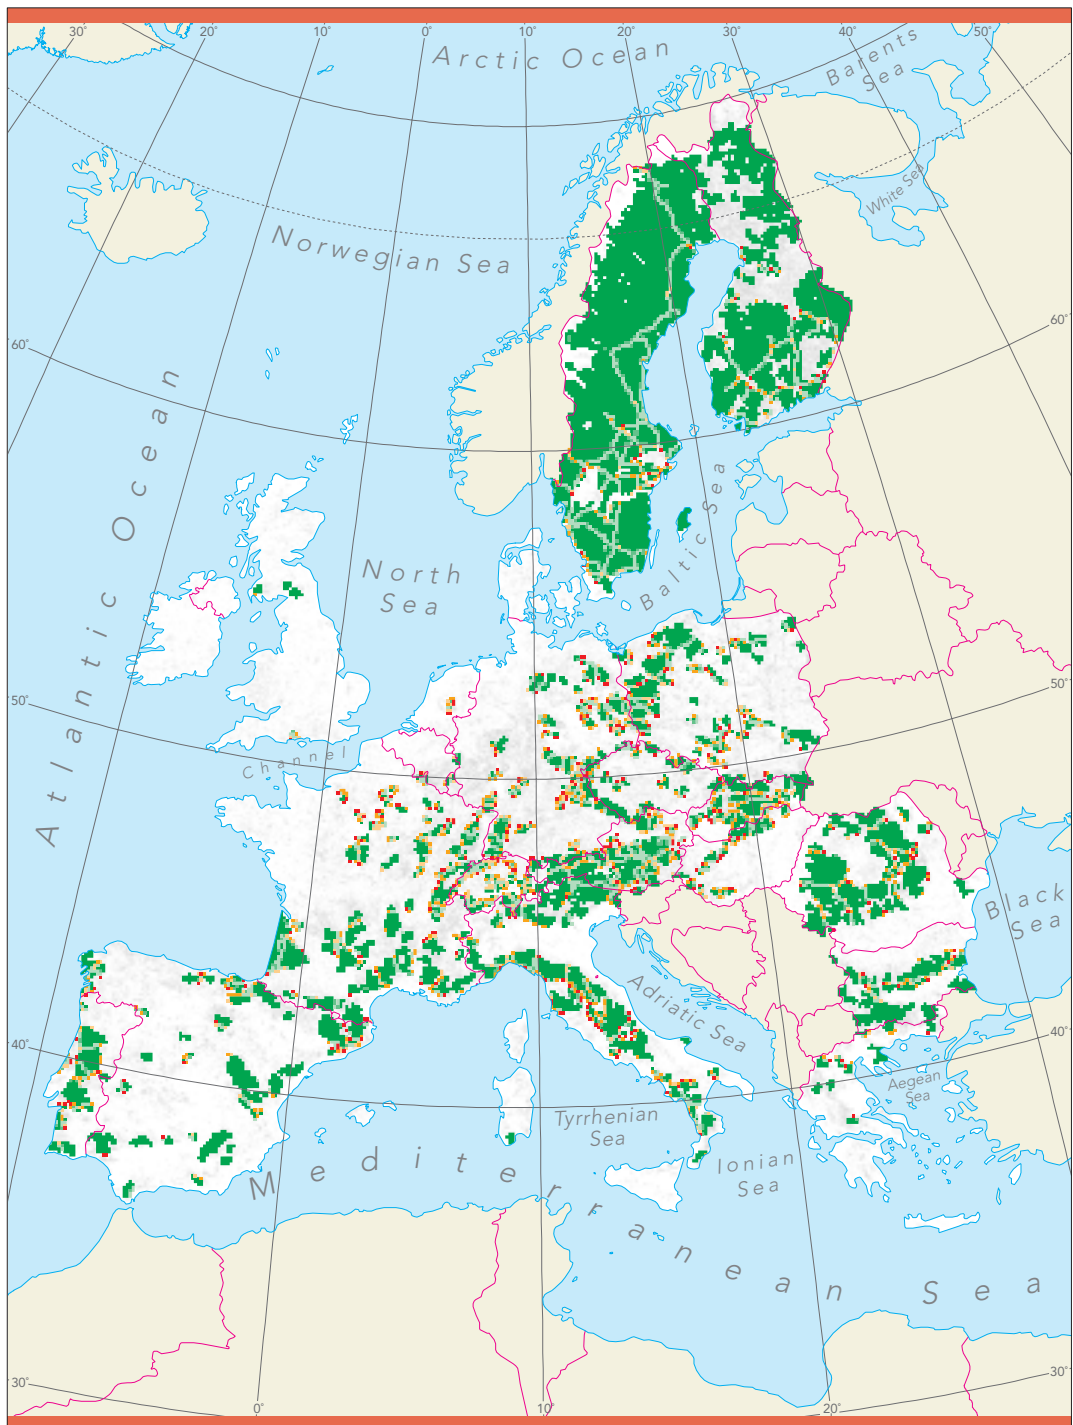 30° 20° 10° 0° 10° 20° 30° 40° 50°
Arctic Ocean
Barents
Sea
White Sea
Norwegian Sea
60°
60°
Atlantic Ocean
North
Sea
Baltic Sea
50°
50°
Channel
Black
Sea
Adriatic Sea
40°
40°
Aegean
Sea
Tyrrhenian
Sea
Ionian
Sea
Mediterranean Sea
30°
30°
0° 10° 20°